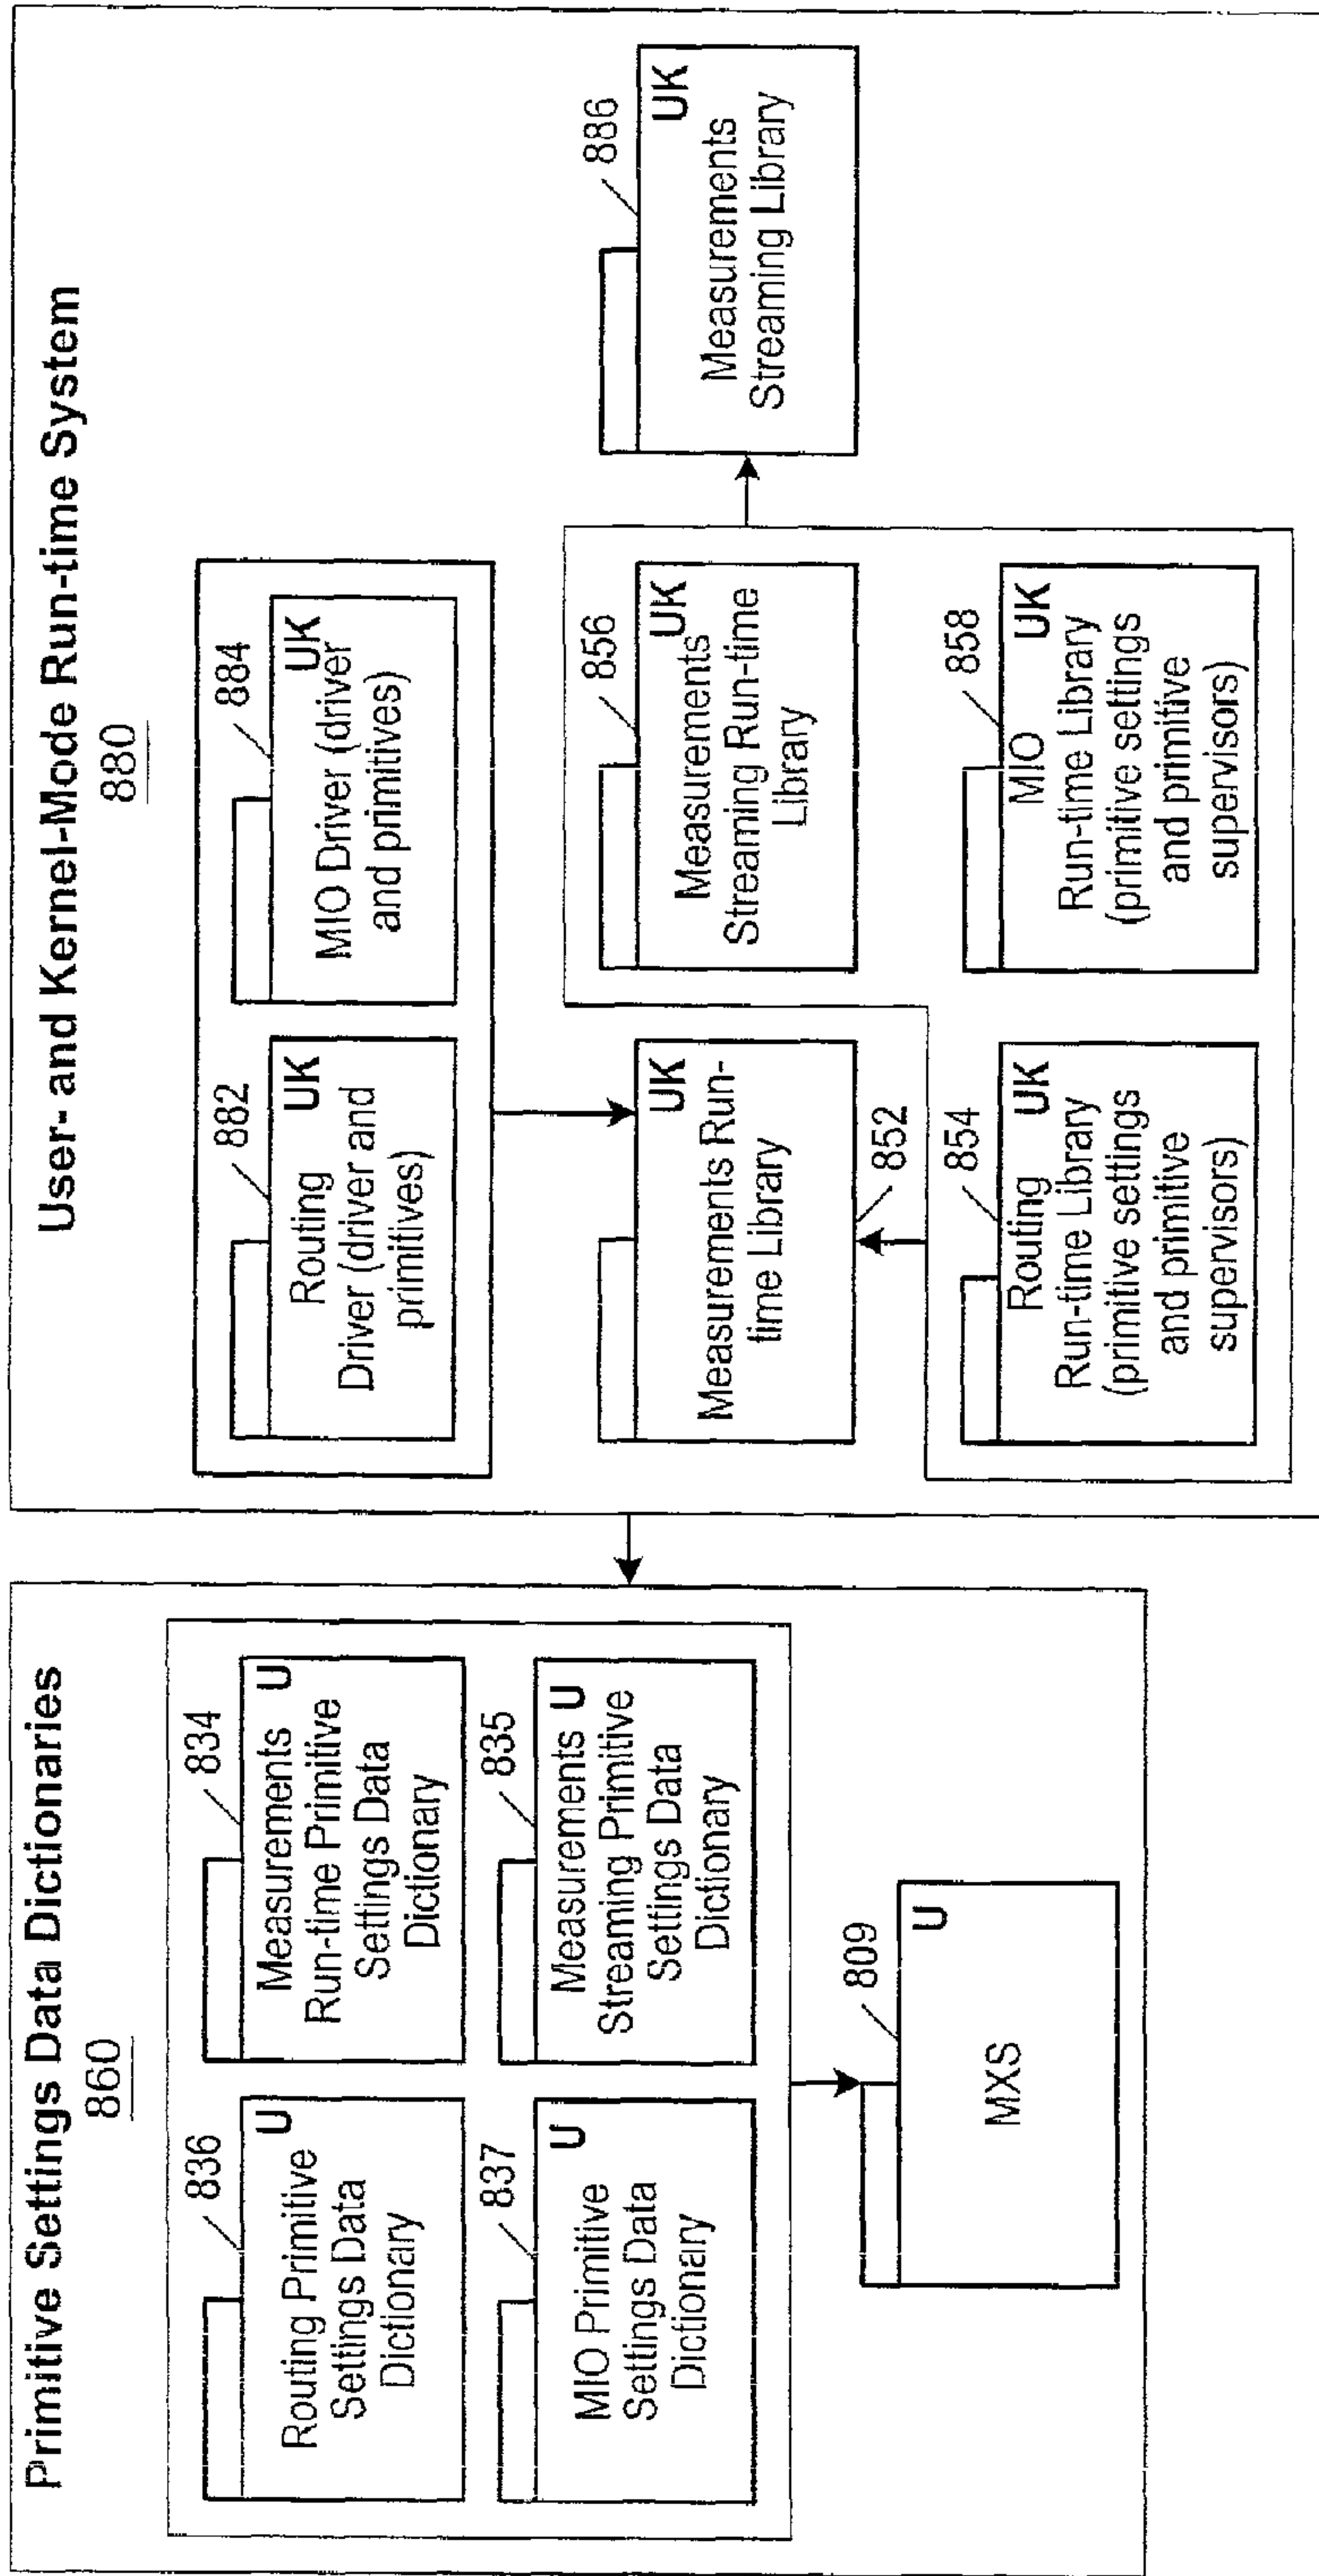 Primitive Settings Data Dictionaries
860
836
U
Routing Primitive
Settings Data
Dictionary
834
Measurements U
Run-time Primitive
Settings Data
Dictionary
837
U
MIO Primitive
Settings Data
Dictionary
835
Measurements U
Streaming Primitive
Settings Data
Dictionary
809
U
MXS
User- and Kernel-Mode Run-time System
880
882
Routing UK
Driver (driver and
primitives)
884
UK
MIO Driver (driver
and primitives)
UK
Measurements Run-
time Library
852
856
Measurements UK
Streaming Run-time
Library
886
UK
Measurements
Streaming Library
854
Routing UK
Run-time Library
(primitive settings
and primitive
supervisors)
858
MIO UK
Run-time Library
(primitive settings
and primitive
supervisors)